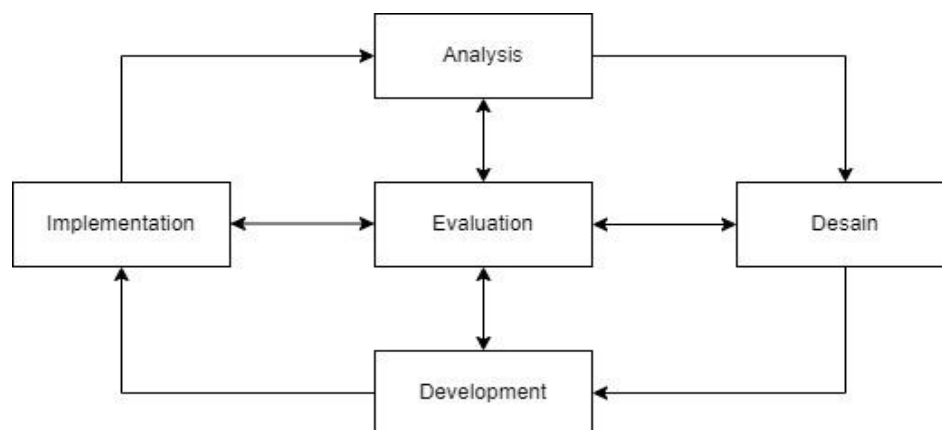 Analysis
Implementation
Evaluation
Desain
Development